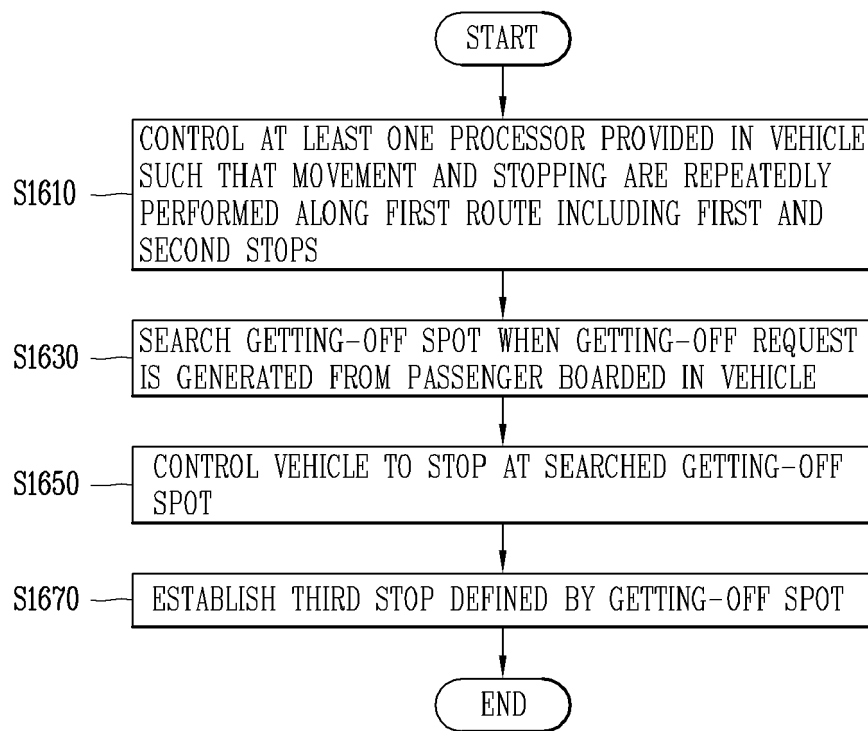 START
S1610
CONTROL AT LEAST ONE PROCESSOR PROVIDED IN VEHICLE
SUCH THAT MOVEMENT AND STOPPING ARE REPEATEDLY
PERFORMED ALONG FIRST ROUTE INCLUDING FIRST AND
SECOND STOPS
S1630
SEARCH GETTING-OFF SPOT WHEN GETTING-OFF REQUEST
IS GENERATED FROM PASSENGER BOARDED IN VEHICLE
S1650
CONTROL VEHICLE TO STOP AT SEARCHED GETTING-OFF
SPOT
S1670
ESTABLISH THIRD STOP DEFINED BY GETTING-OFF SPOT
END